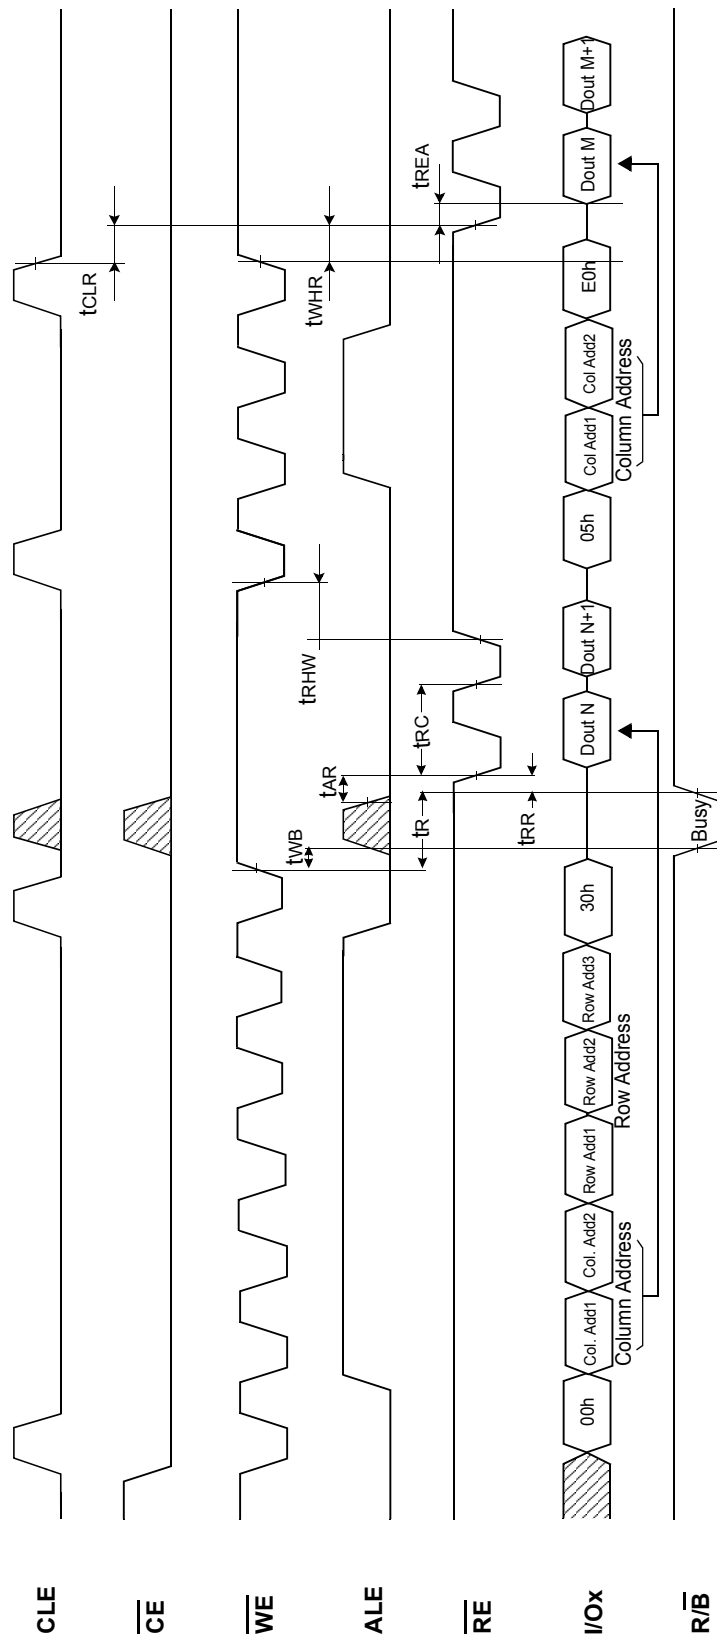 CLE
tCLR
CE
WE
tWB
tRHW
tWHR
ALE
tAR
tR
tRC
tREA
RE
tRR
I/Ox
00h
Col. Add1
Col. Add2
Row Add1
Row Add2
Row Add3
30h
Dout N
Dout N+1
05h
Col Add1
Col Add2
E0h
Dout M
Dout M+1
Column Address
Row Address
Column Address
R/B
Busy